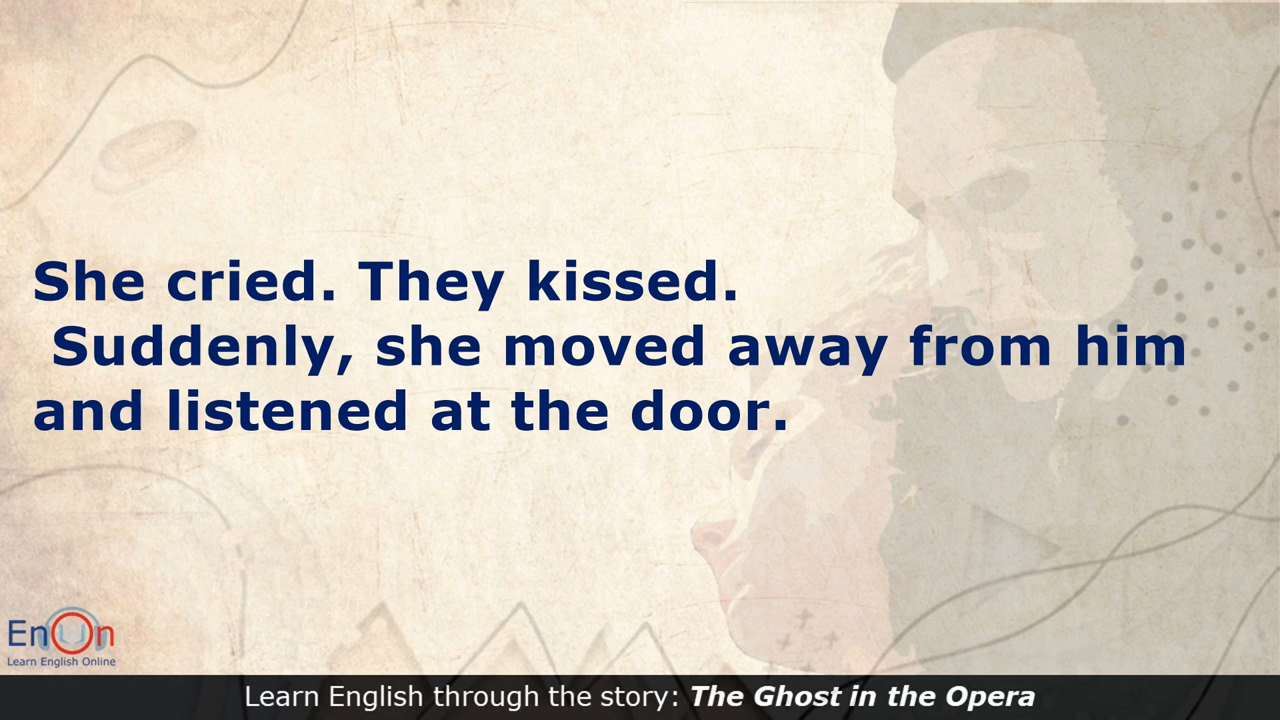 She cried. They kissed.
Suddenly, she moved away from him
and listened at the door.
EnOn
Learn English Online
Learn English through the story: The Ghost in the Opera